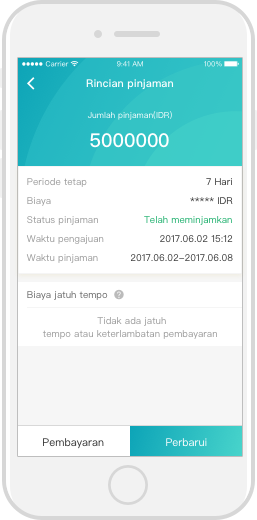 Carrier 9:41 AM 100%
Rincian pinjaman
Jumlah pinjaman(IDR)
5000000
Periode tetap 7 Hari
Biaya ***** IDR
Status pinjaman Telah meminjamkan
Waktu pengajuan 2017.06.02 15:12
Waktu pinjaman 2017.06.02-2017.06.08
Biaya jatuh tempo ?
Tidak ada jatuh
tempo atau keterlambatan pembayaran
Pembayaran Perbarui